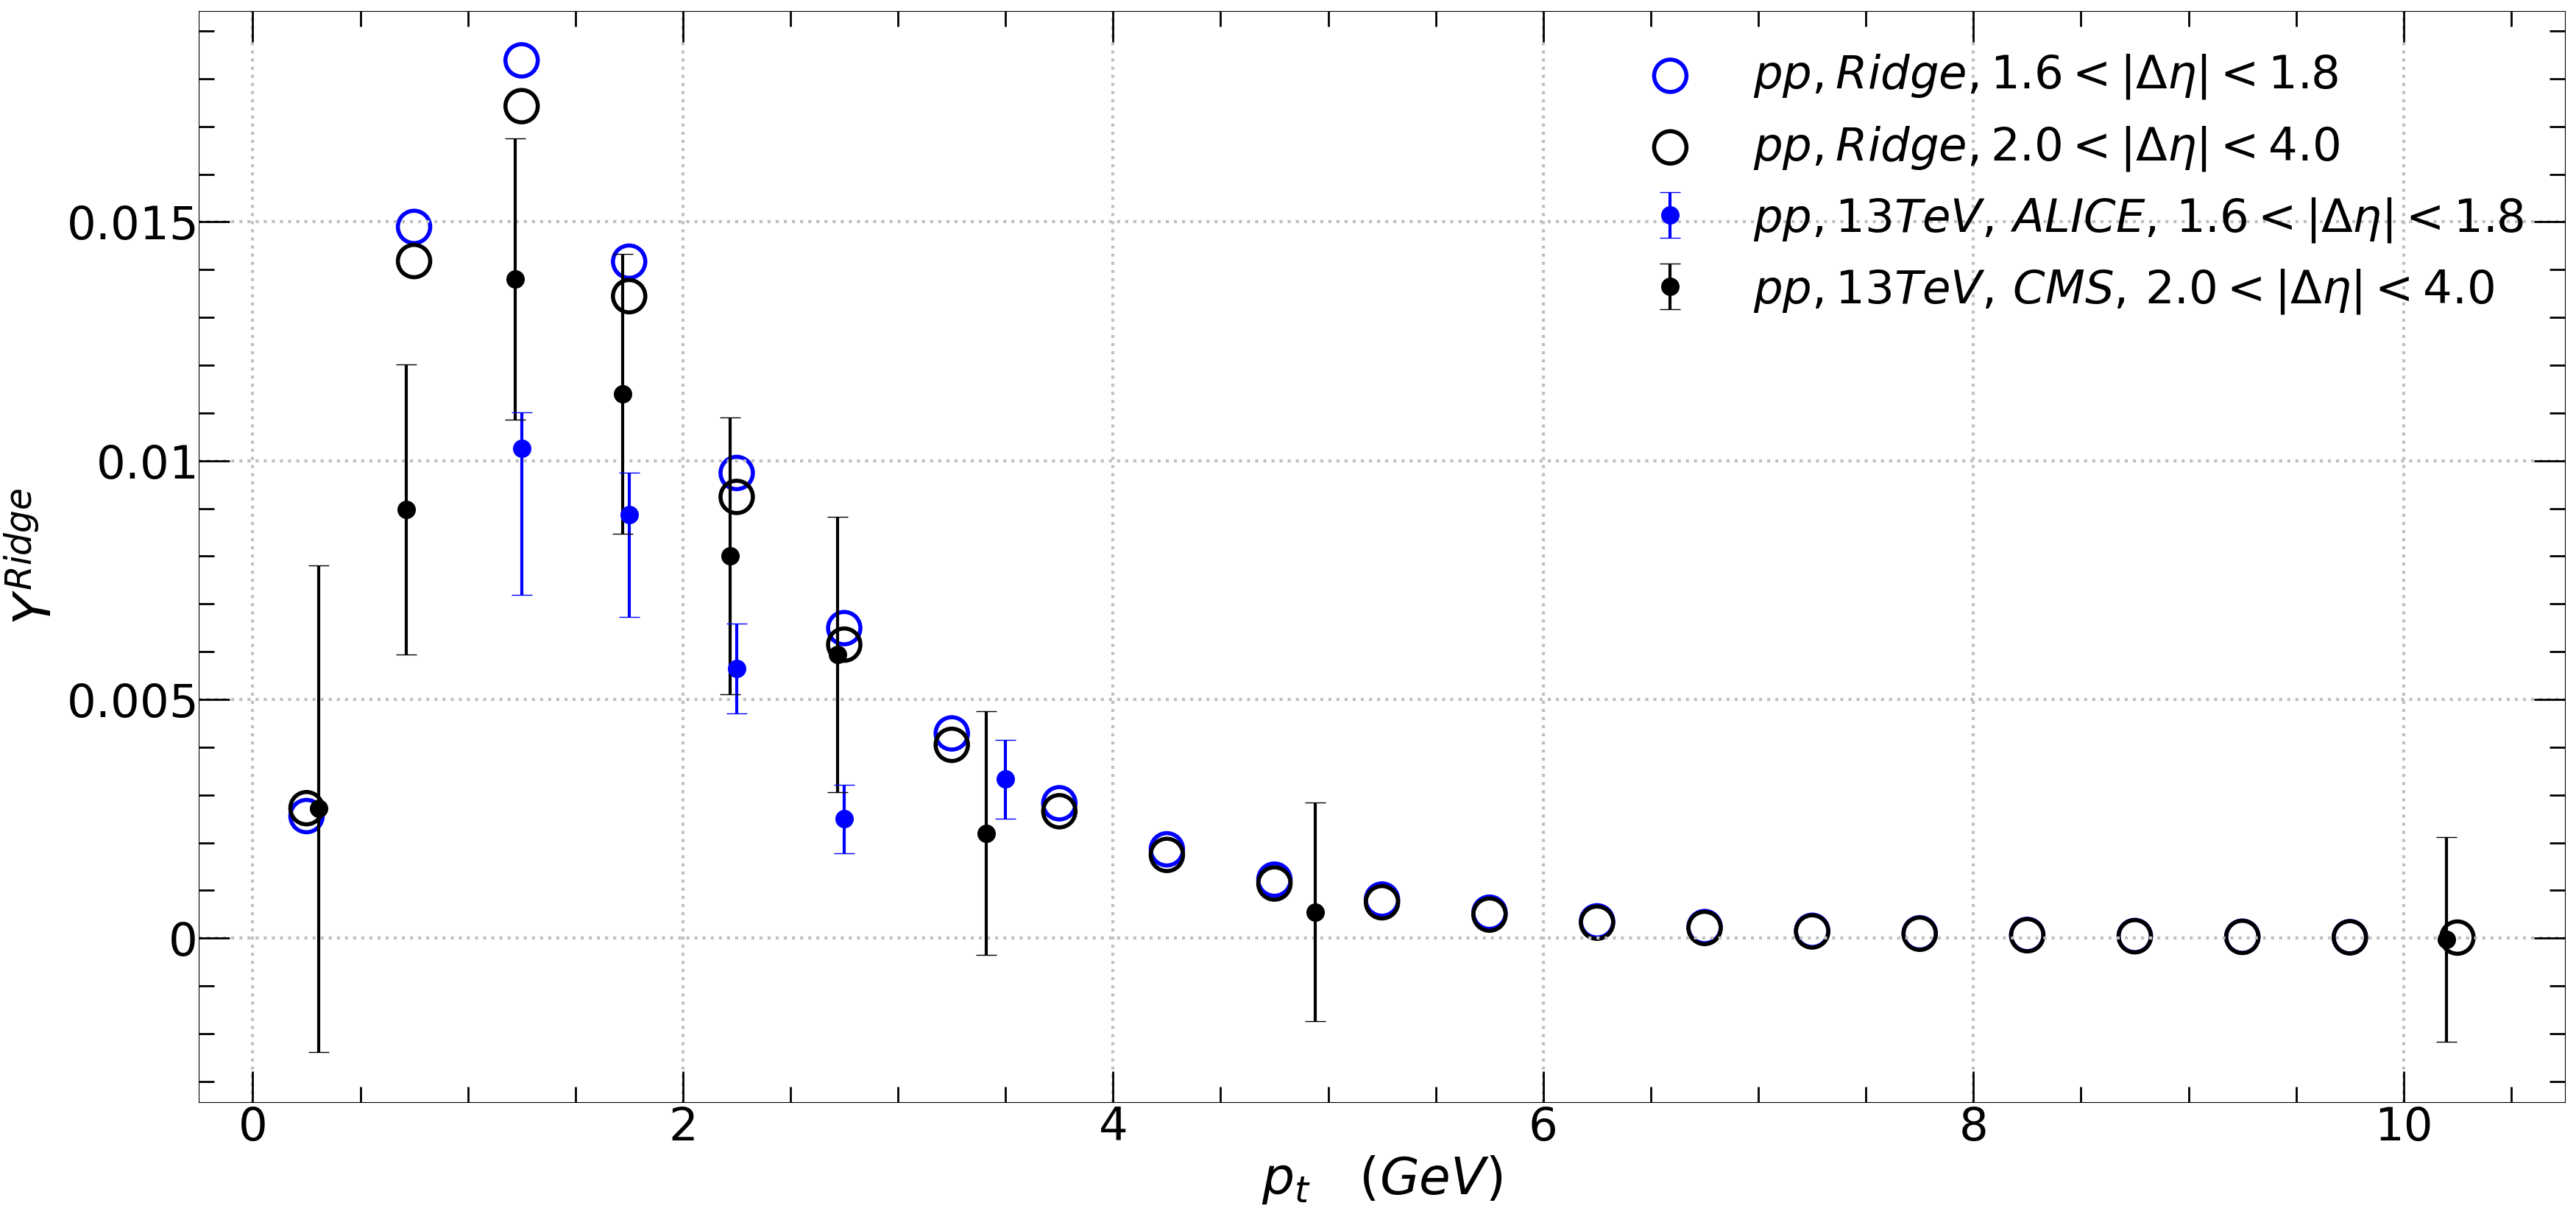 pp, Ridge, 1.6 < |Δη| < 1.8
pp, Ridge, 2.0 < |Δη| < 4.0
pp, 13TeV, ALICE, 1.6 < |Δη| < 1.8
pp, 13TeV, CMS, 2.0 < |Δη| < 4.0
0.015
0.01
0.005
0
Y^{Ridge}
0 2 4 6 8 10
p_t (GeV)